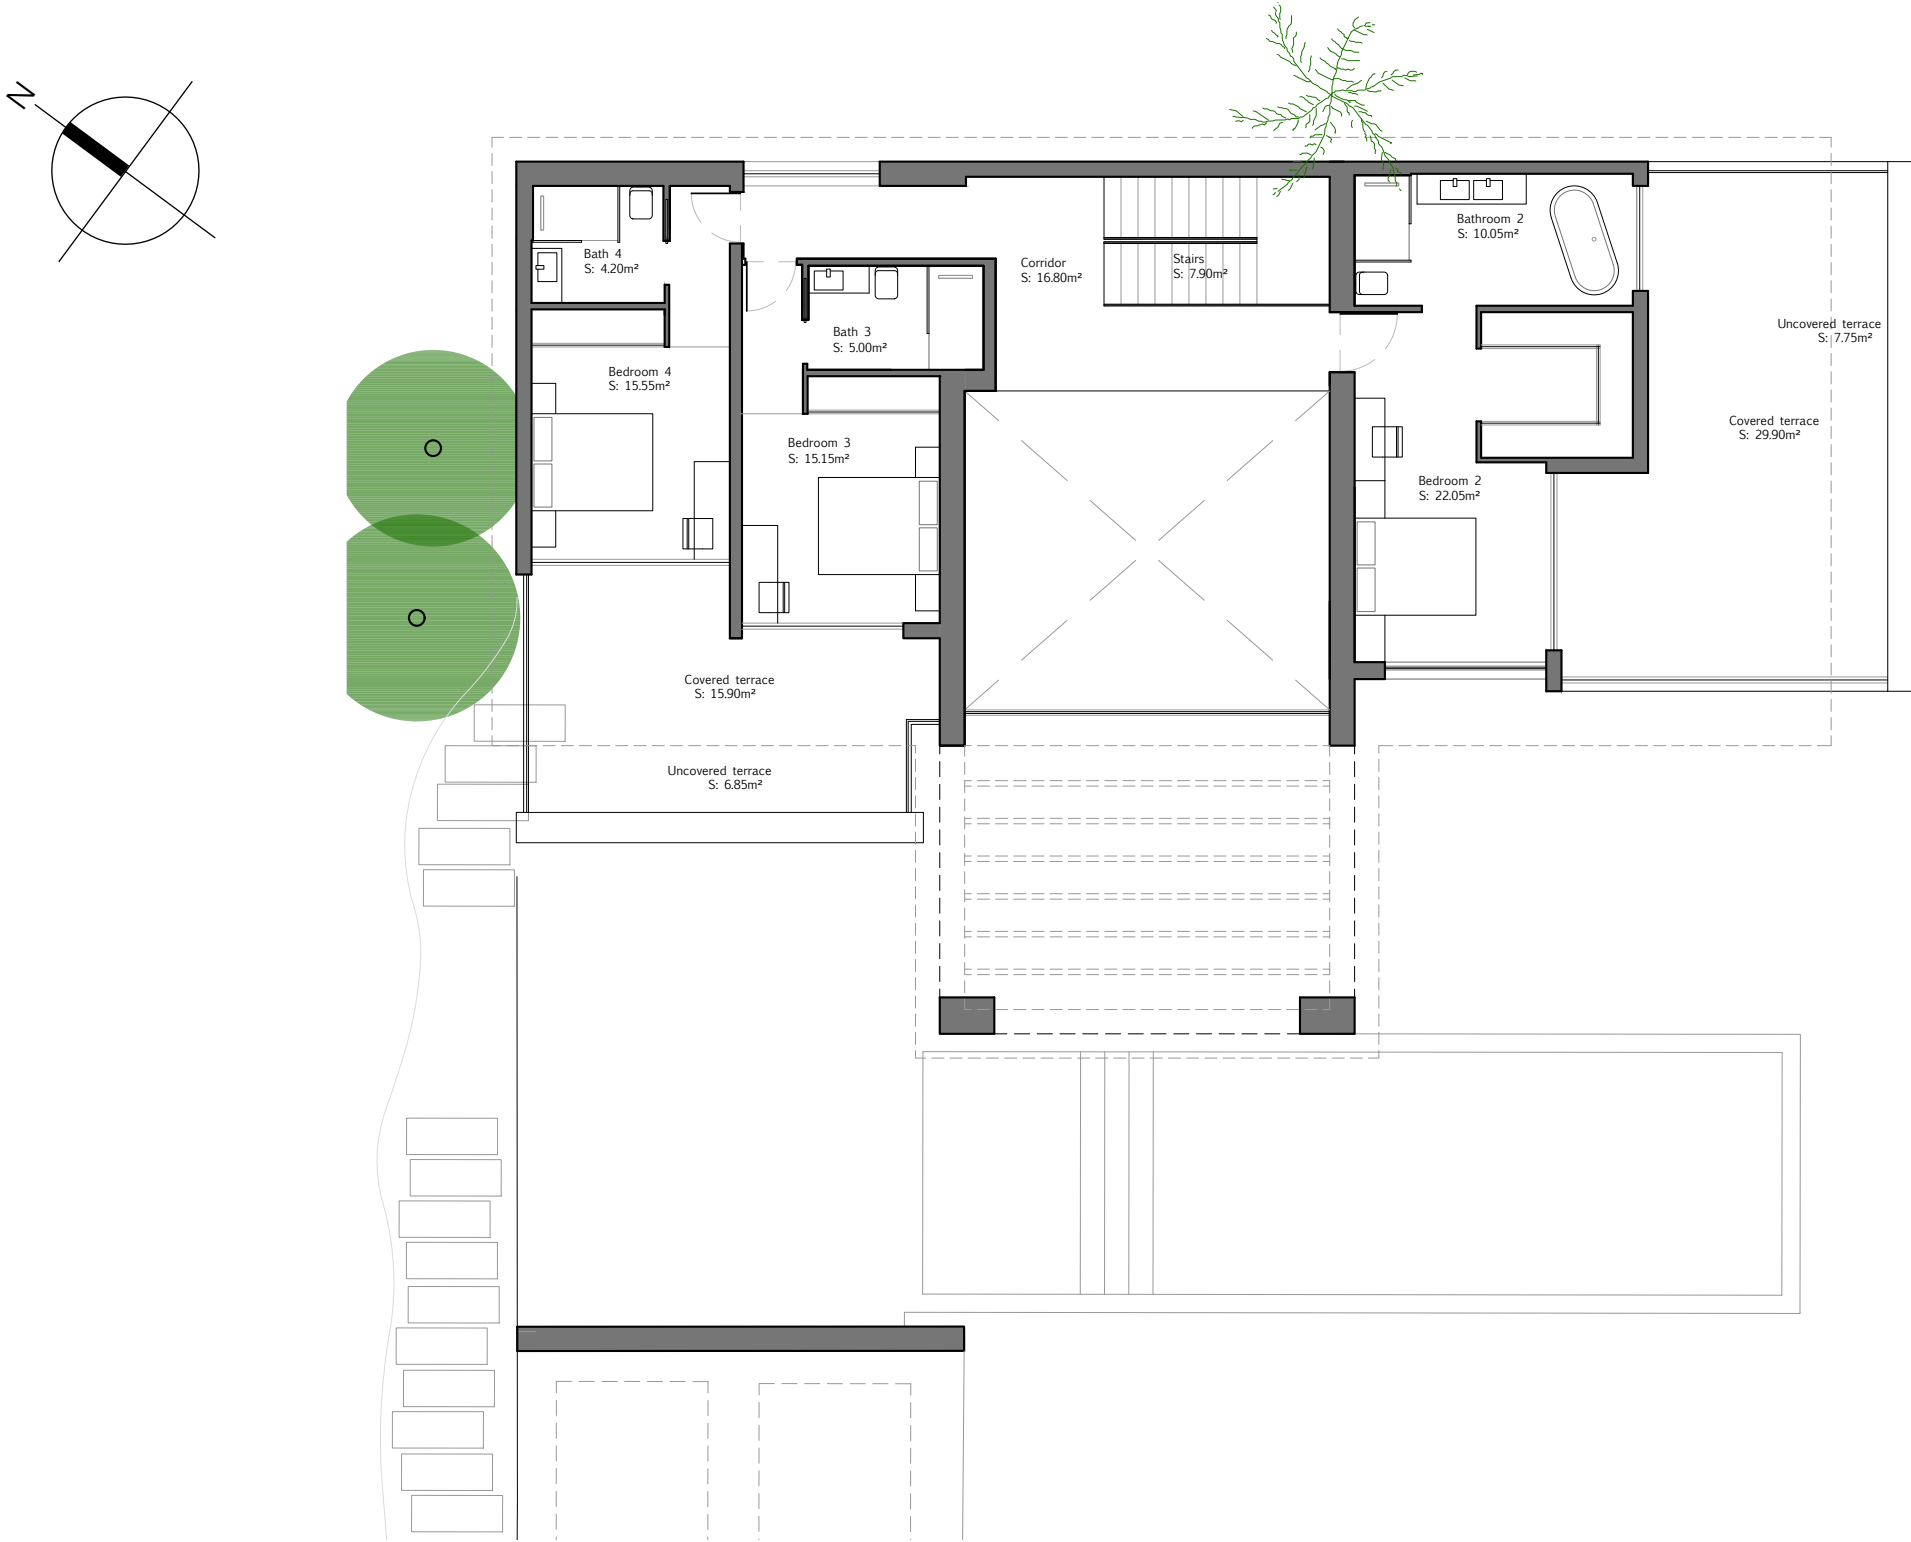 N
Bath 4
S: 4.20m²
Bath 3
S: 5.00m²
Corridor
S: 16.80m²
Stairs
S: 7.90m²
Bathroom 2
S: 10.05m²
Uncovered terrace
S: 7.75m²
Bedroom 4
S: 15.55m²
Bedroom 3
S: 15.15m²
Covered terrace
S: 29.90m²
Bedroom 2
S: 22.05m²
Covered terrace
S: 15.90m²
Uncovered terrace
S: 6.85m²